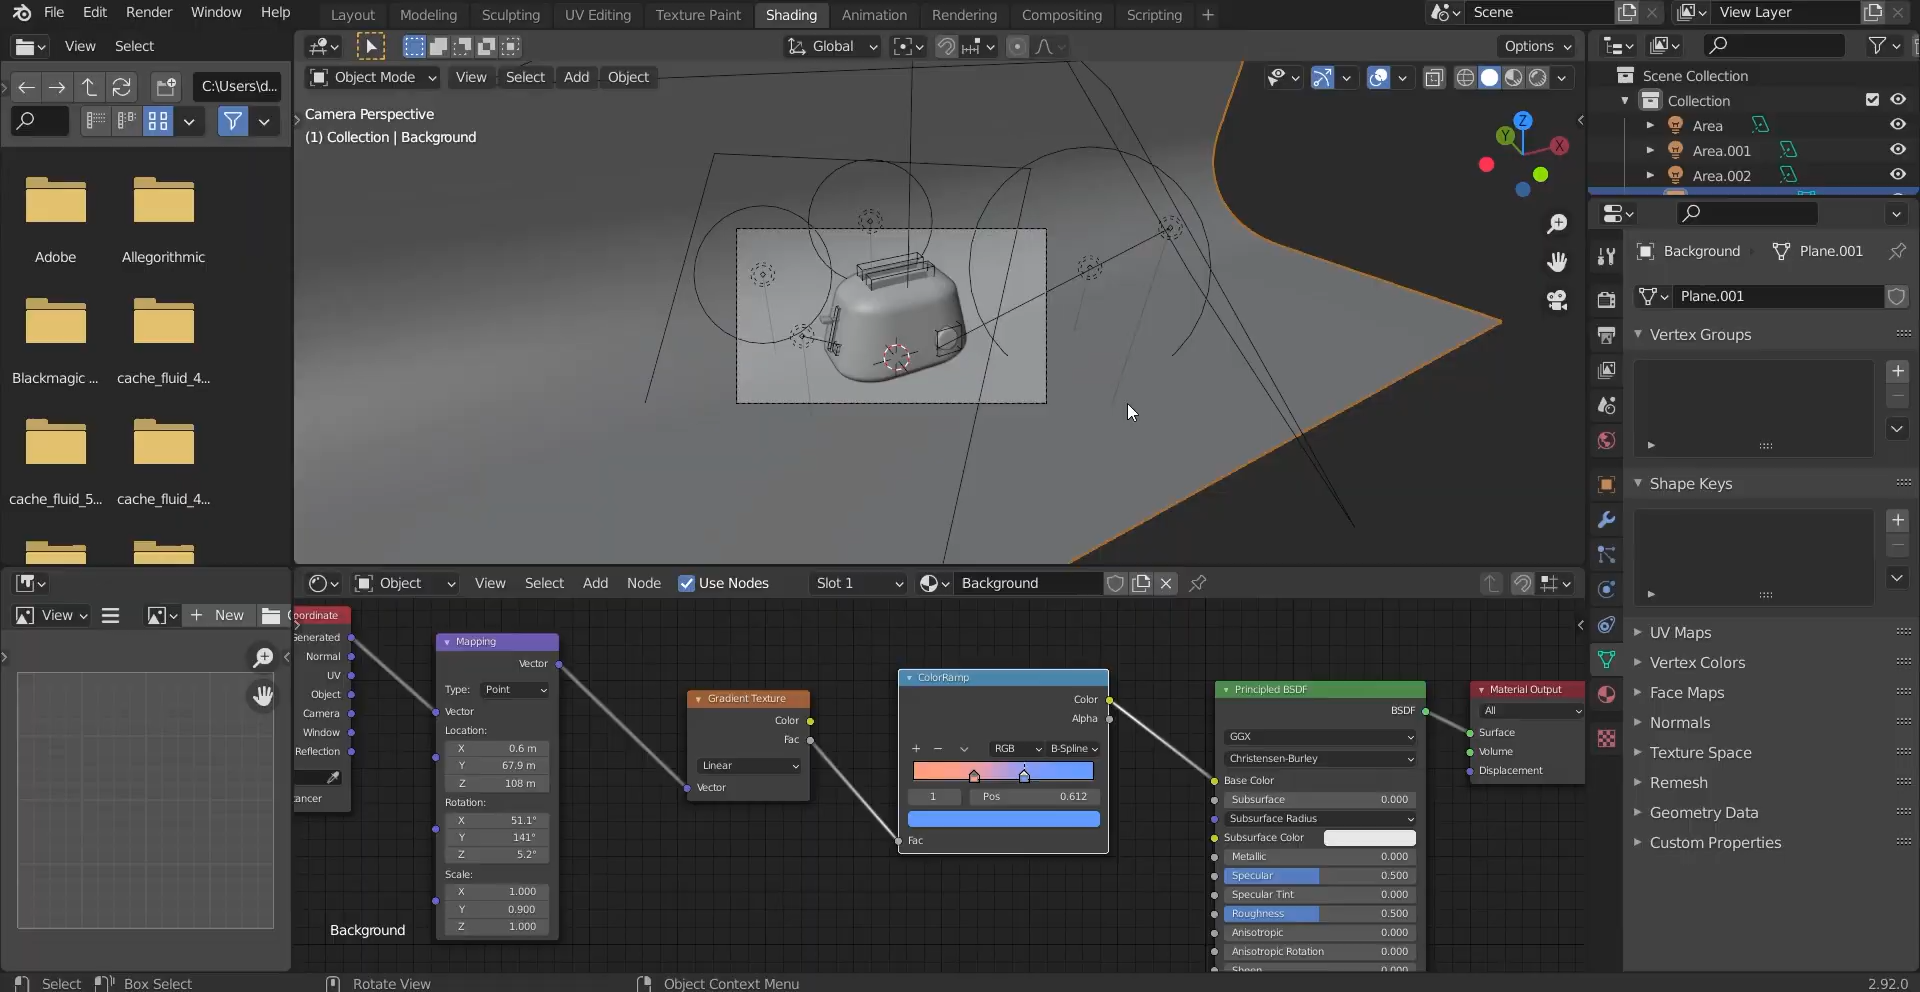 File Edit Render Window Help Layout Modeling Sculpting UV Editing Texture Paint Shading Animation Rendering Compositing Scripting + Scene View Layer
View Select
Global Options
C:\Users\d...
Object Mode View Select Add Object
Camera Perspective
(1) Collection | Background
Z
Y
X
Scene Collection
Collection
Area
Area.001
Area.002
Adobe
Allegorithmic
Blackmagic ...
cache_fluid_4...
cache_fluid_5...
cache_fluid_4...
Background Plane.001
Plane.001
Vertex Groups
Shape Keys
UV Maps
Vertex Colors
Face Maps
Normals
Texture Space
Remesh
Geometry Data
Custom Properties
Object View Select Add Node Use Nodes Slot 1 Background
View New
oordinate
Generated
Normal
UV
Object
Camera
Window
Reflection
tancer
Mapping
Vector
Type: Point
Vector
Location:
X 0.6 m
Y 67.9 m
Z 108 m
Rotation:
X 51.1°
Y 141°
Z 5.2°
Scale:
X 1.000
Y 0.900
Z 1.000
Gradient Texture
Color
Fac
Linear
Vector
ColorRamp
Color
Alpha
+ − RGB B-Spline
1 Pos 0.612
Fac
Principled BSDF
BSDF
GGX
Christensen-Burley
Base Color
Subsurface 0.000
Subsurface Radius
Subsurface Color
Metallic 0.000
Specular 0.500
Specular Tint 0.000
Roughness 0.500
Anisotropic 0.000
Anisotropic Rotation 0.000
Material Output
All
Surface
Volume
Displacement
Background
Select Box Select Rotate View Object Context Menu 2.92.0